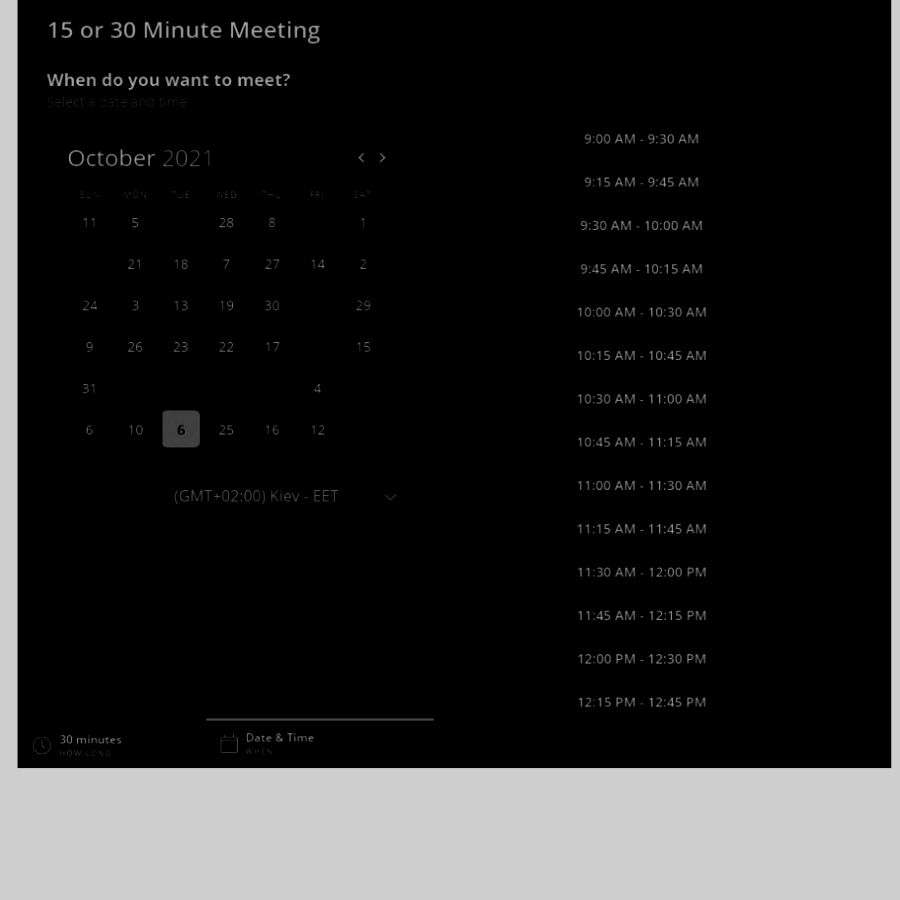 15 or 30 Minute Meeting
When do you want to meet?
Select a date and time
October 2021
SUN MON TUE WED THU FRI SAT
11 5 28 8 1
21 18 7 27 14 2
24 3 13 19 30 29
9 26 23 22 17 15
31 4
6 10 6 25 16 12
(GMT+02:00) Kiev - EET
9:00 AM - 9:30 AM
9:15 AM - 9:45 AM
9:30 AM - 10:00 AM
9:45 AM - 10:15 AM
10:00 AM - 10:30 AM
10:15 AM - 10:45 AM
10:30 AM - 11:00 AM
10:45 AM - 11:15 AM
11:00 AM - 11:30 AM
11:15 AM - 11:45 AM
11:30 AM - 12:00 PM
11:45 AM - 12:15 PM
12:00 PM - 12:30 PM
12:15 PM - 12:45 PM
30 minutes
HOW LONG
Date & Time
WHEN